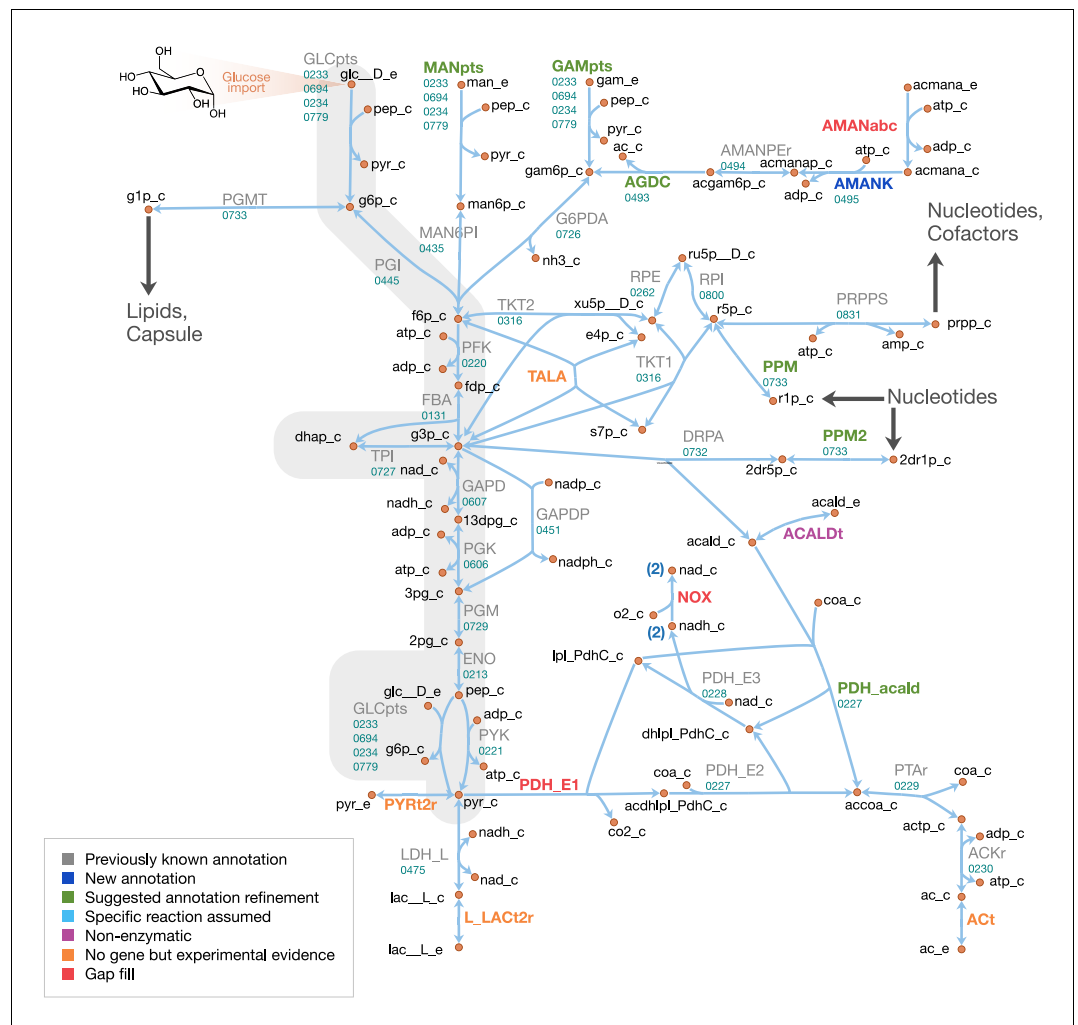 OH
HO
HO
O
OH
OH
Glucose
import
GLCpts
0233
0694
0234
0779
glc__D_e
pep_c
pyr_c
g6p_c
MANpts
0233
0694
0234
0779
man_e
pep_c
pyr_c
man6p_c
GAMpts
0233
0694
0234
0779
gam_e
pep_c
pyr_c
ac_c
gam6p_c
AGDC
0493
acgam6p_c
AMANPEr
0494
acmanap_c
AMANabc
acmana_e
atp_c
adp_c
atp_c
adp_c
acmana_c
AMANK
0495
g1p_c
PGMT
0733
Lipids,
Capsule
PGI
0445
MAN6PI
0435
G6PDA
0726
nh3_c
Nucleotides,
Cofactors
f6p_c
TKT2
0316
xu5p__D_c
RPE
0262
ru5p__D_c
RPI
0800
r5p_c
PRPPS
0831
prpp_c
atp_c
amp_c
atp_c
adp_c
PFK
0220
e4p_c
TKT1
0316
TALA
PPM
0733
r1p_c
Nucleotides
fdp_c
FBA
0131
g3p_c
dhap_c
TPI
0727
s7p_c
DRPA
0732
2dr5p_c
PPM2
0733
2dr1p_c
nad_c
nadh_c
GAPD
0607
13dpg_c
nadp_c
GAPDP
0451
nadph_c
adp_c
atp_c
PGK
0606
3pg_c
acald_e
ACALDt
acald_c
(2)
nad_c
NOX
o2_c
(2)
nadh_c
coa_c
PGM
0729
2pg_c
ENO
0213
lpl_PdhC_c
PDH_E3
0228
nad_c
PDH_acald
0227
dhlpl_PdhC_c
glc__D_e
pep_c
GLCpts
0233
0694
0234
0779
g6p_c
adp_c
PYK
0221
atp_c
pyr_e
PYRt2r
pyr_c
PDH_E1
co2_c
coa_c
acdhlpl_PdhC_c
PDH_E2
0227
accoa_c
PTAr
0229
coa_c
actp_c
adp_c
ACKr
0230
atp_c
ac_c
ACt
ac_e
LDH_L
0475
nadh_c
nad_c
lac__L_c
L_LACt2r
lac__L_e
Previously known annotation
New annotation
Suggested annotation refinement
Specific reaction assumed
Non-enzymatic
No gene but experimental evidence
Gap fill